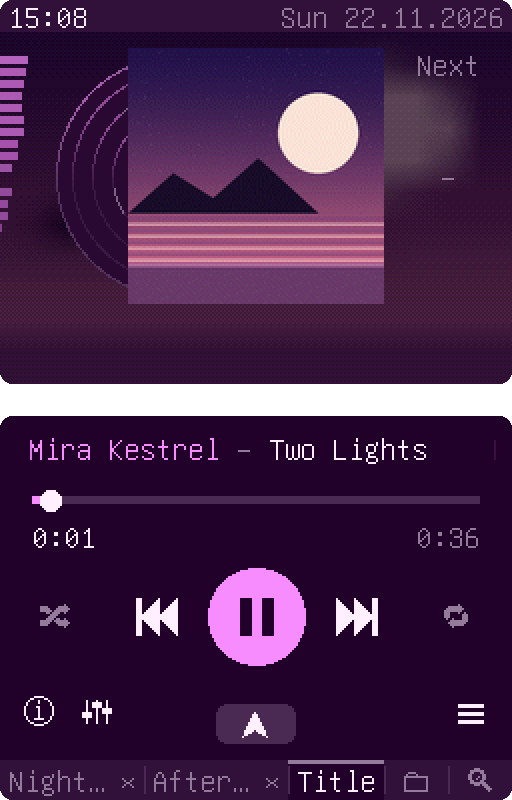 15:08 Sun 22.11.2026
Next
–
Mira Kestrel – Two Lights
0:01 0:36
Night… × After… × Title